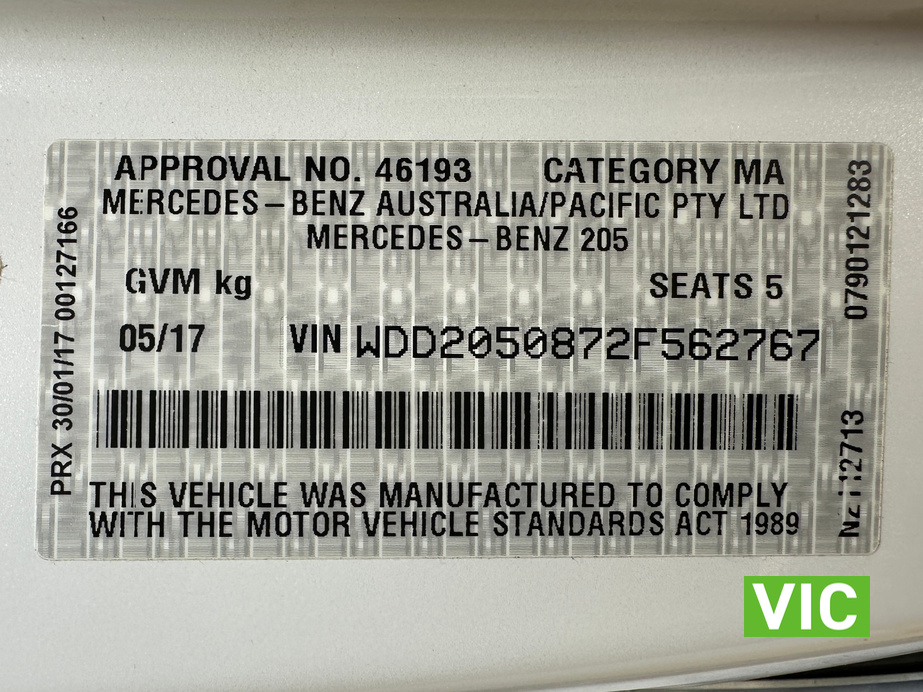 APPROVAL NO. 46193 CATEGORY MA
MERCEDES-BENZ AUSTRALIA/PACIFIC PTY LTD
MERCEDES-BENZ 205
GVM kg SEATS 5
05/17 VIN WDD2050872F562767
THIS VEHICLE WAS MANUFACTURED TO COMPLY
WITH THE MOTOR VEHICLE STANDARDS ACT 1989
PRX 30/01/17 00127166
0790121283
VIC